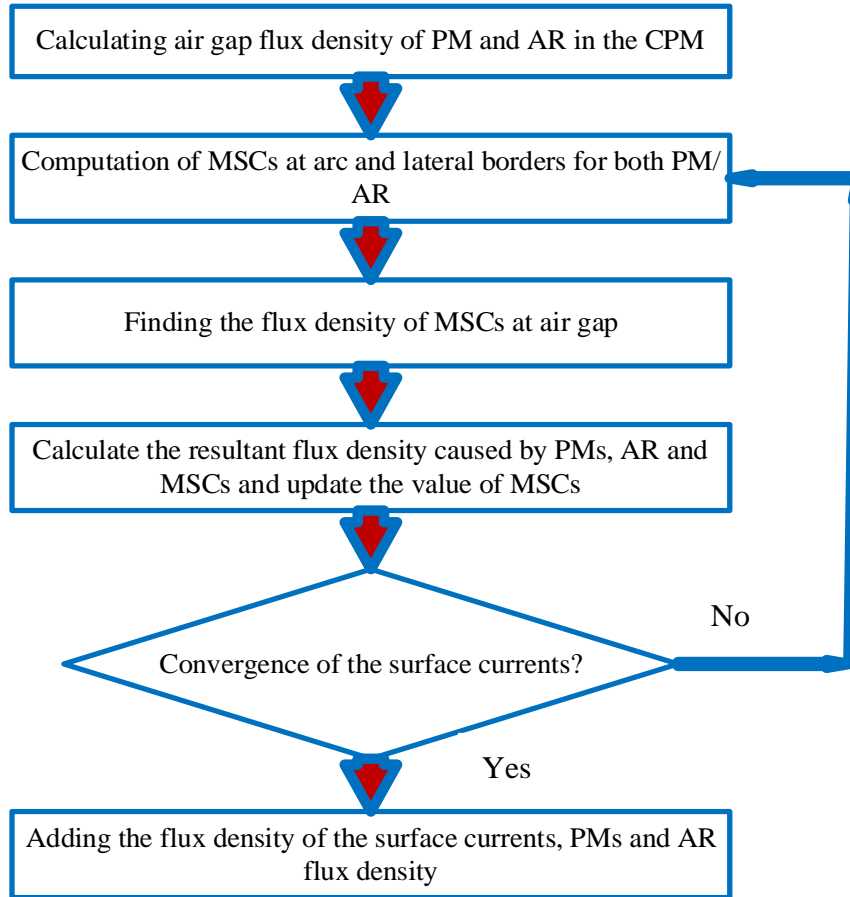 Calculating air gap flux density of PM and AR in the CPM
Computation of MSCs at arc and lateral borders for both PM/
AR
Finding the flux density of MSCs at air gap
Calculate the resultant flux density caused by PMs, AR and
MSCs and update the value of MSCs
No
Convergence of the surface currents?
Yes
Adding the flux density of the surface currents, PMs and AR
flux density